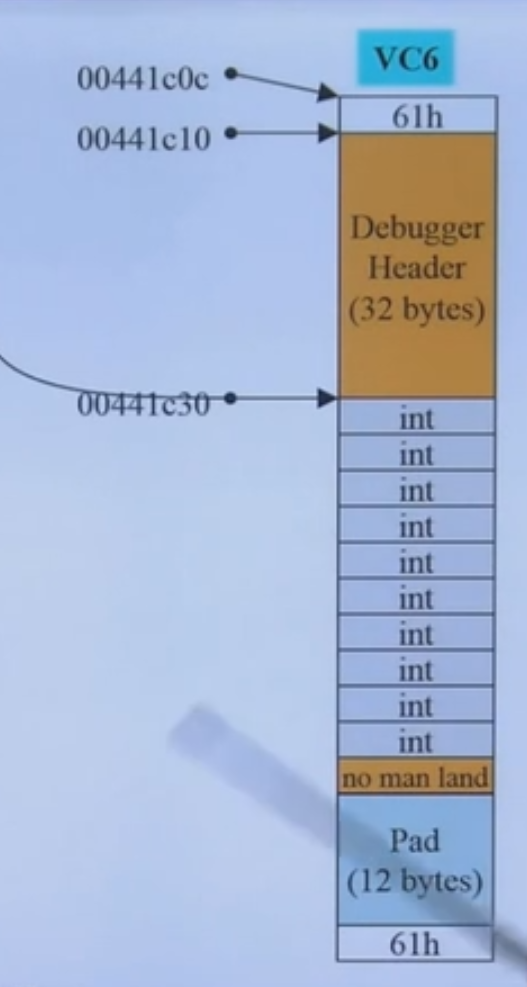 VC6
00441c0c
61h
00441c10
Debugger
Header
(32 bytes)
00441c30
int
int
int
int
int
int
int
int
int
int
no man land
Pad
(12 bytes)
61h